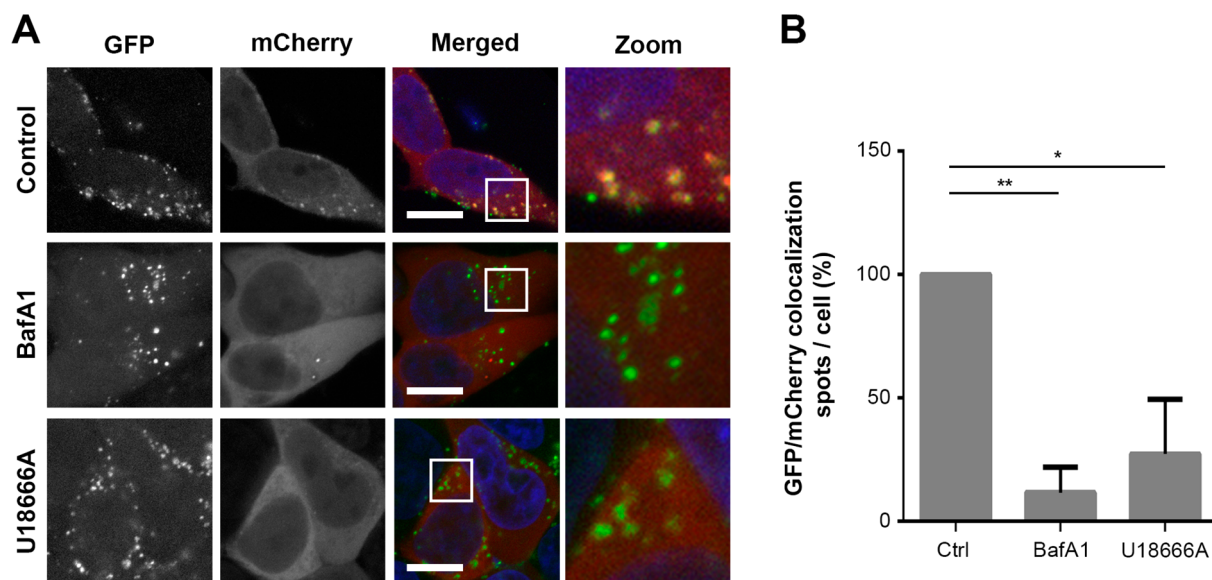 A
GFP
mCherry
Merged
Zoom
Control
BafA1
U18666A
B
GFP/mCherry colocalization
spots / cell (%)
150
100
50
0
*
**
Ctrl
BafA1
U18666A